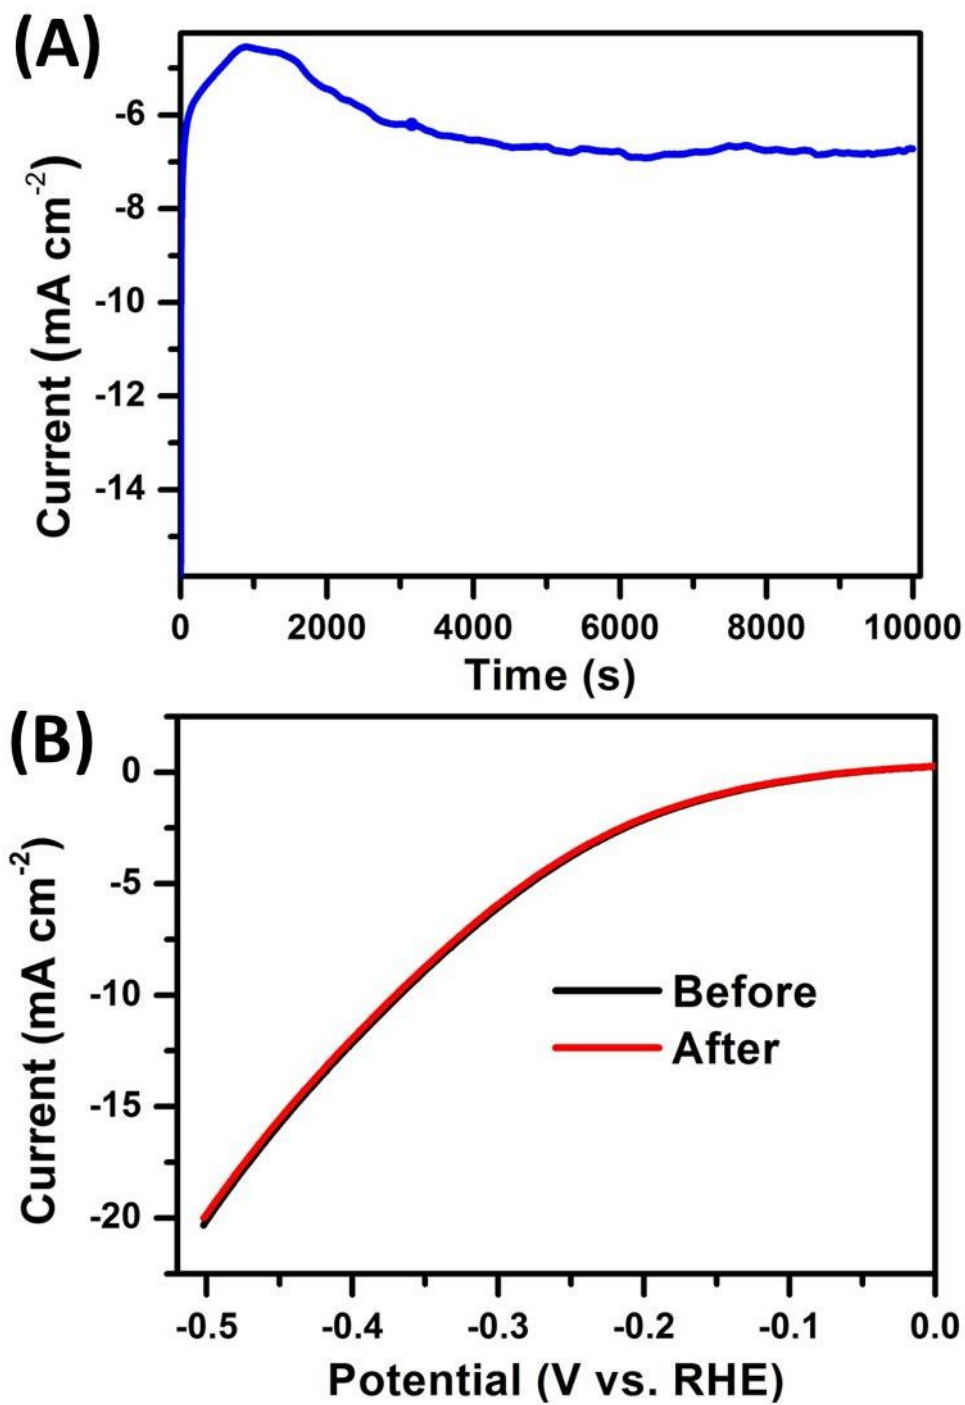 (A)
Current (mA cm-2)
-6
-8
-10
-12
-14
0 2000 4000 6000 8000 10000
Time (s)
(B)
Current (mA cm-2)
0
-5
-10
-15
-20
Before
After
-0.5 -0.4 -0.3 -0.2 -0.1 0.0
Potential (V vs. RHE)